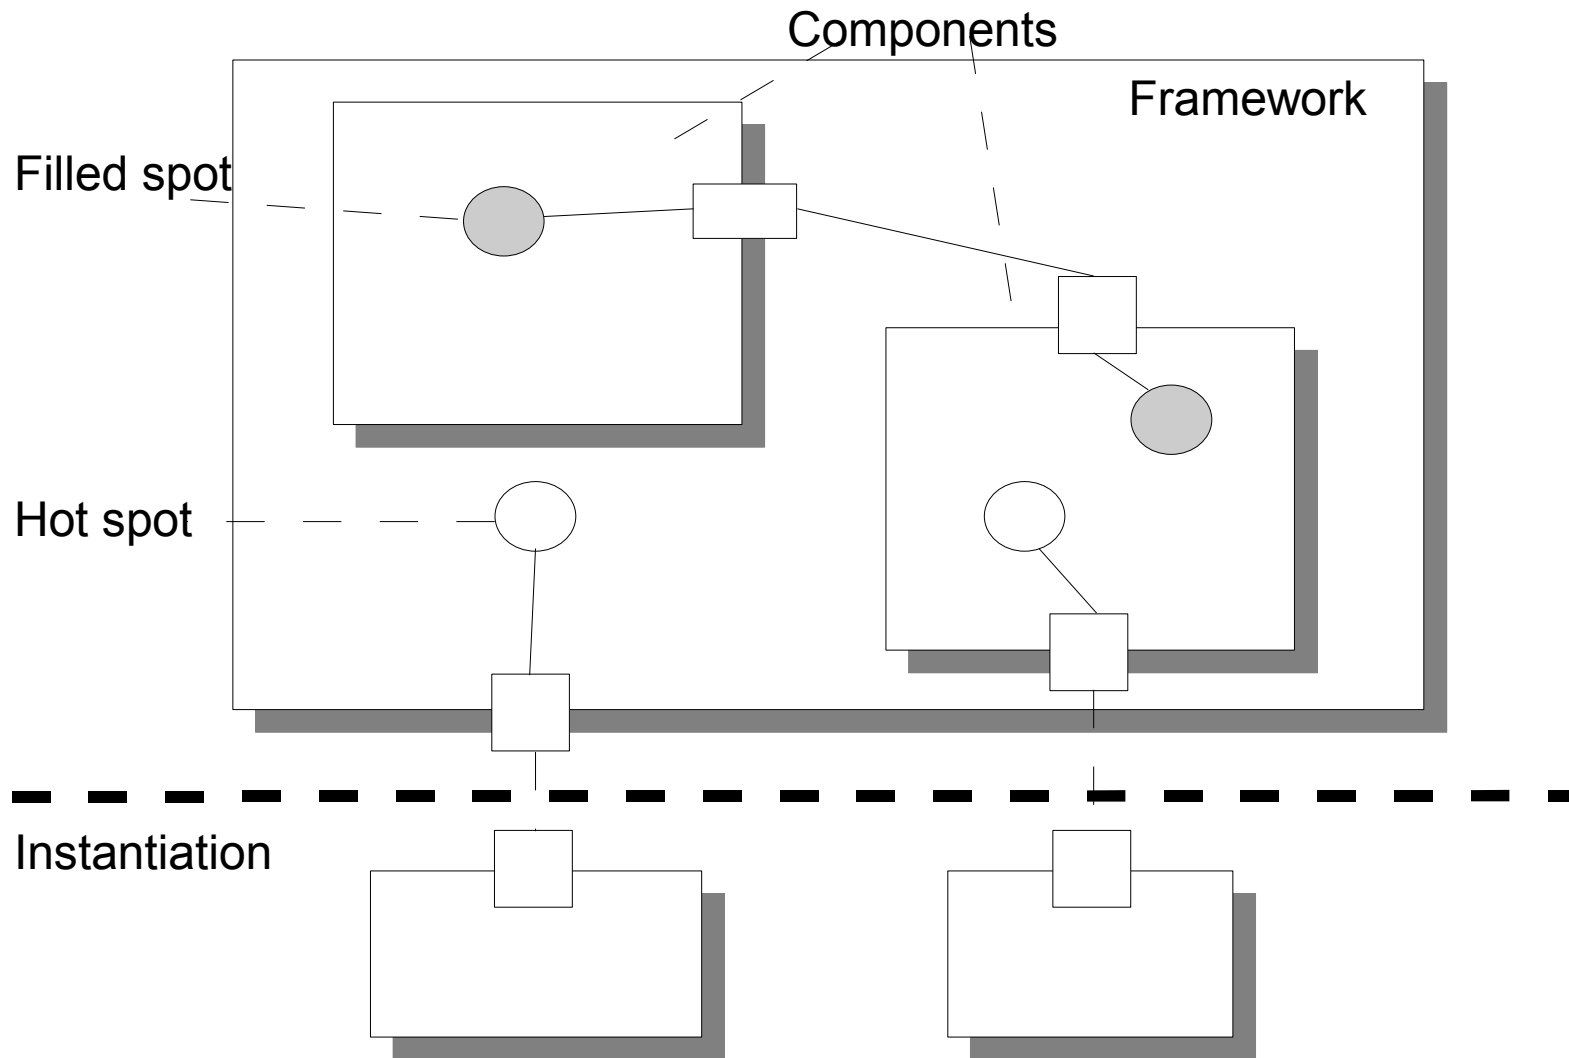 Components
Framework
Filled spot
Hot spot
Instantiation